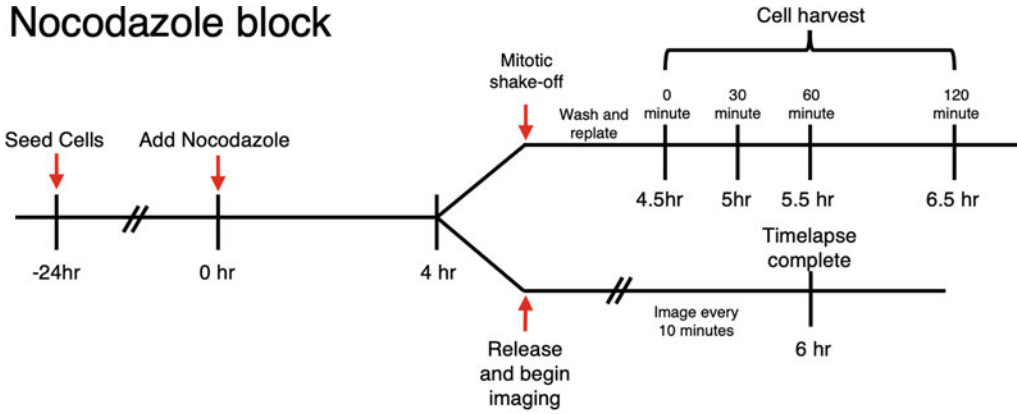 Nocodazole block
Seed Cells
Add Nocodazole
-24hr
0 hr
4 hr
Mitotic
shake-off
Wash and
replate
Cell harvest
0
minute
30
minute
60
minute
120
minute
4.5hr
5hr
5.5 hr
6.5 hr
Release
and begin
imaging
Image every
10 minutes
Timelapse
complete
6 hr